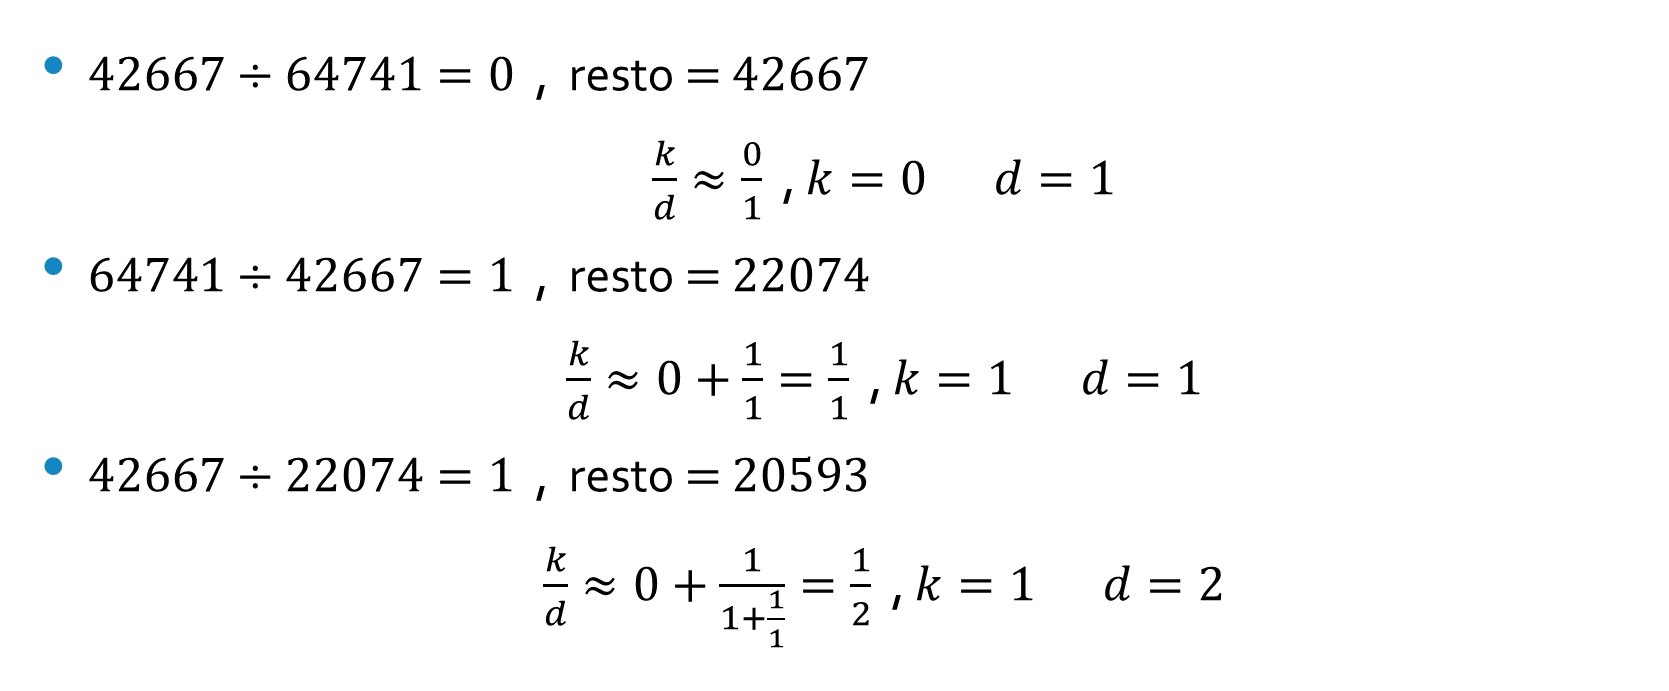 • 42667 ÷ 64741 = 0 , resto = 42667
k/d ≈ 0/1 , k = 0 d = 1
• 64741 ÷ 42667 = 1 , resto = 22074
k/d ≈ 0 + 1/1 = 1/1 , k = 1 d = 1
• 42667 ÷ 22074 = 1 , resto = 20593
k/d ≈ 0 + 1/(1+1/1) = 1/2 , k = 1 d = 2